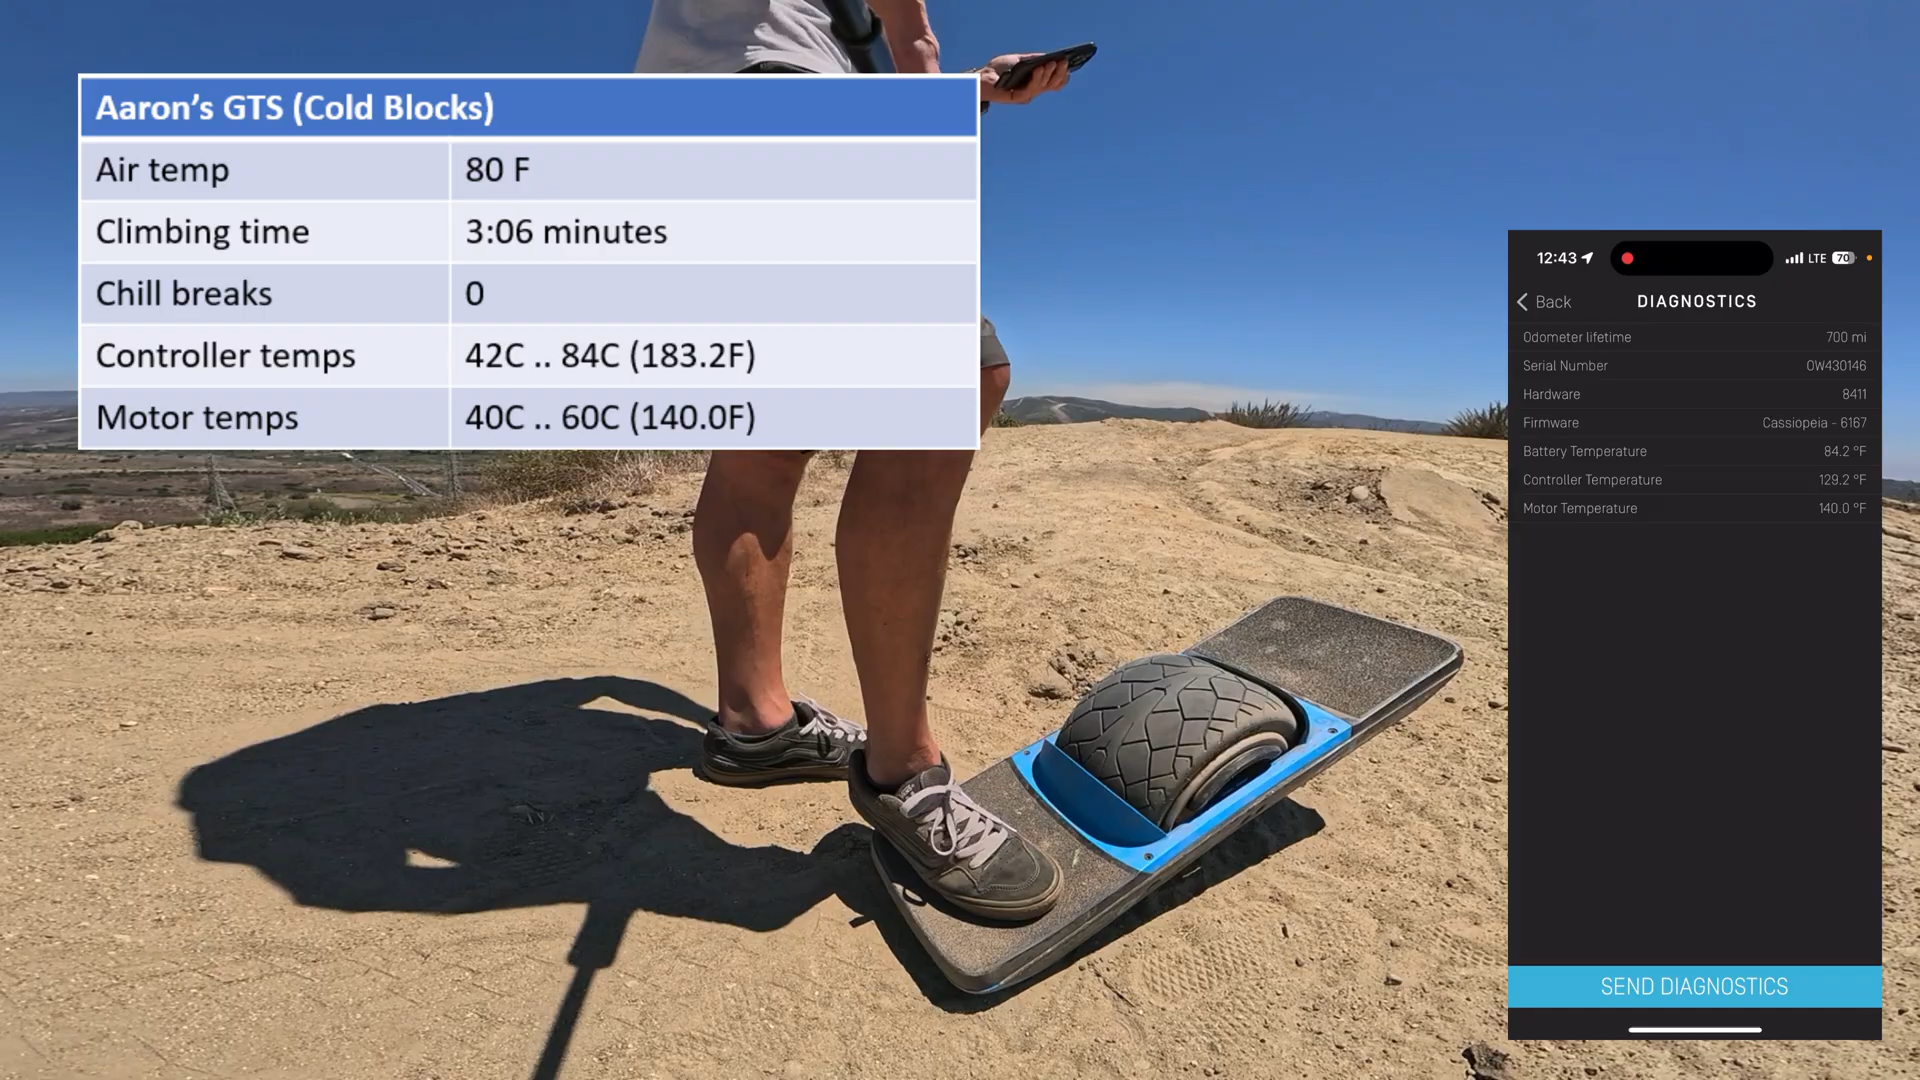 Aaron’s GTS (Cold Blocks)
Air temp 80 F
Climbing time 3:06 minutes
Chill breaks 0
Controller temps 42C .. 84C (183.2F)
Motor temps 40C .. 60C (140.0F)
12:43 LTE 70
Back DIAGNOSTICS
Odometer lifetime 700 mi
Serial Number OW430146
Hardware 8411
Firmware Cassiopeia - 6167
Battery Temperature 84.2 °F
Controller Temperature 129.2 °F
Motor Temperature 140.0 °F
SEND DIAGNOSTICS